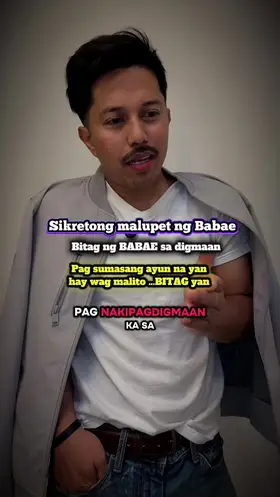 Sikretong malupet ng Babae
Bitag ng BABAE sa digmaan
Pag sumasang ayun na yan
hay wag malito ..BITAG yan
PAG NAKIPAGDIGMAAN
KA SA